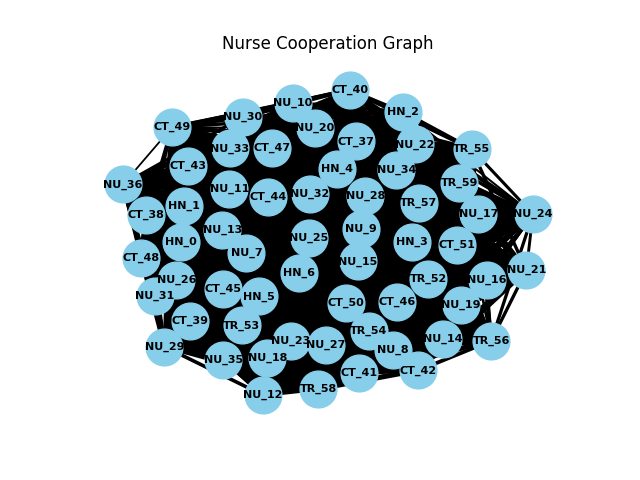 Nurse Cooperation Graph
CT_40
NU_10
HN_2
NU_30
CT_49
NU_20
CT_37
NU_22
NU_33
CT_47
TR_55
CT_43
HN_4
NU_34
NU_36
TR_59
NU_11
CT_44
NU_32
NU_28
TR_57
HN_1
CT_38
NU_17
NU_24
NU_13
NU_9
HN_0
NU_25
HN_3
CT_51
NU_7
CT_48
NU_15
NU_26
HN_6
TR_52
NU_16
NU_21
NU_31
CT_45
HN_5
CT_50
CT_46
NU_19
CT_39
TR_53
TR_54
NU_29
NU_23
NU_27
NU_14
TR_56
NU_35
NU_18
NU_8
CT_41
CT_42
NU_12
TR_58